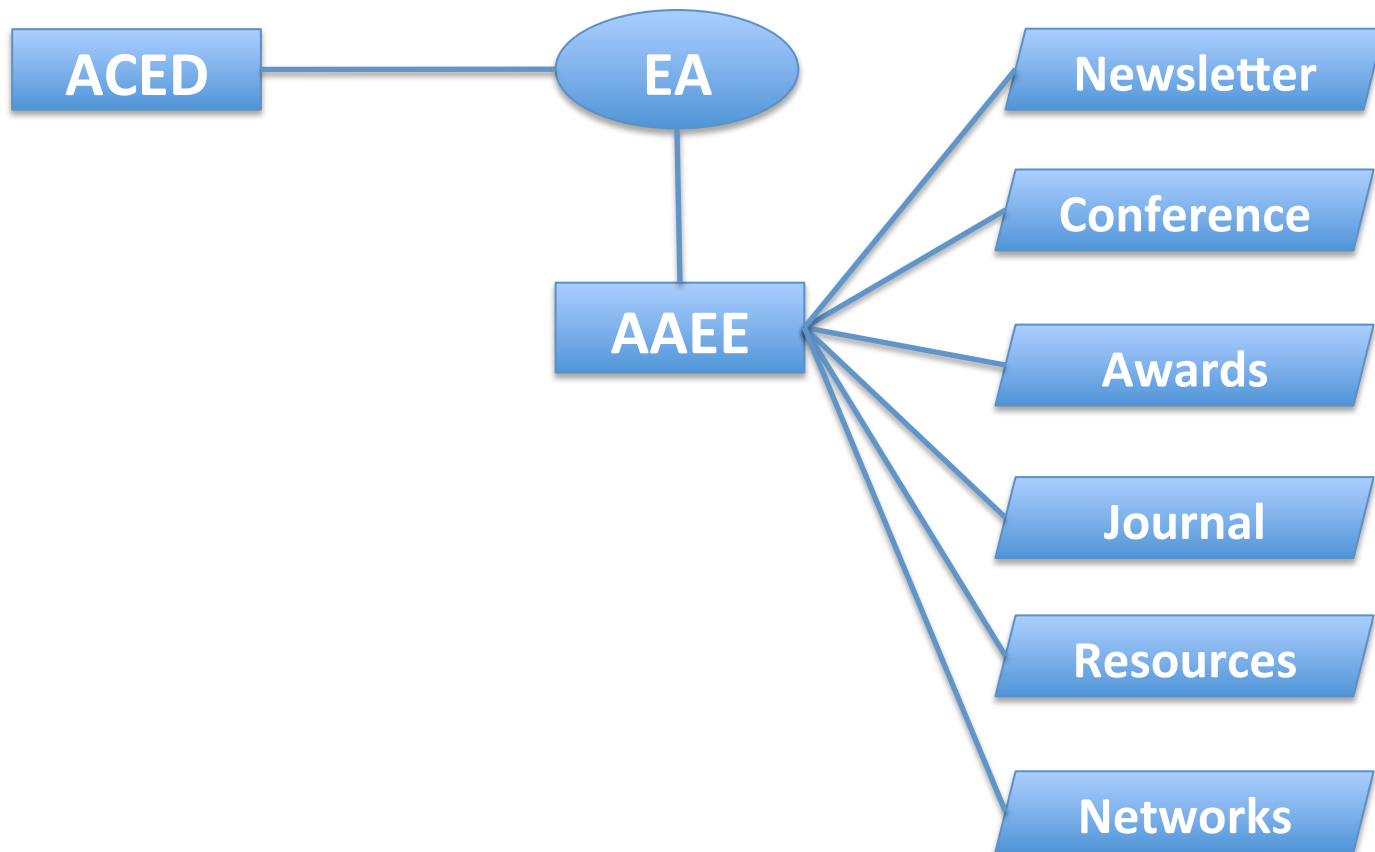 ACED
EA
Newsletter
Conference
AAEE
Awards
Journal
Resources
Networks